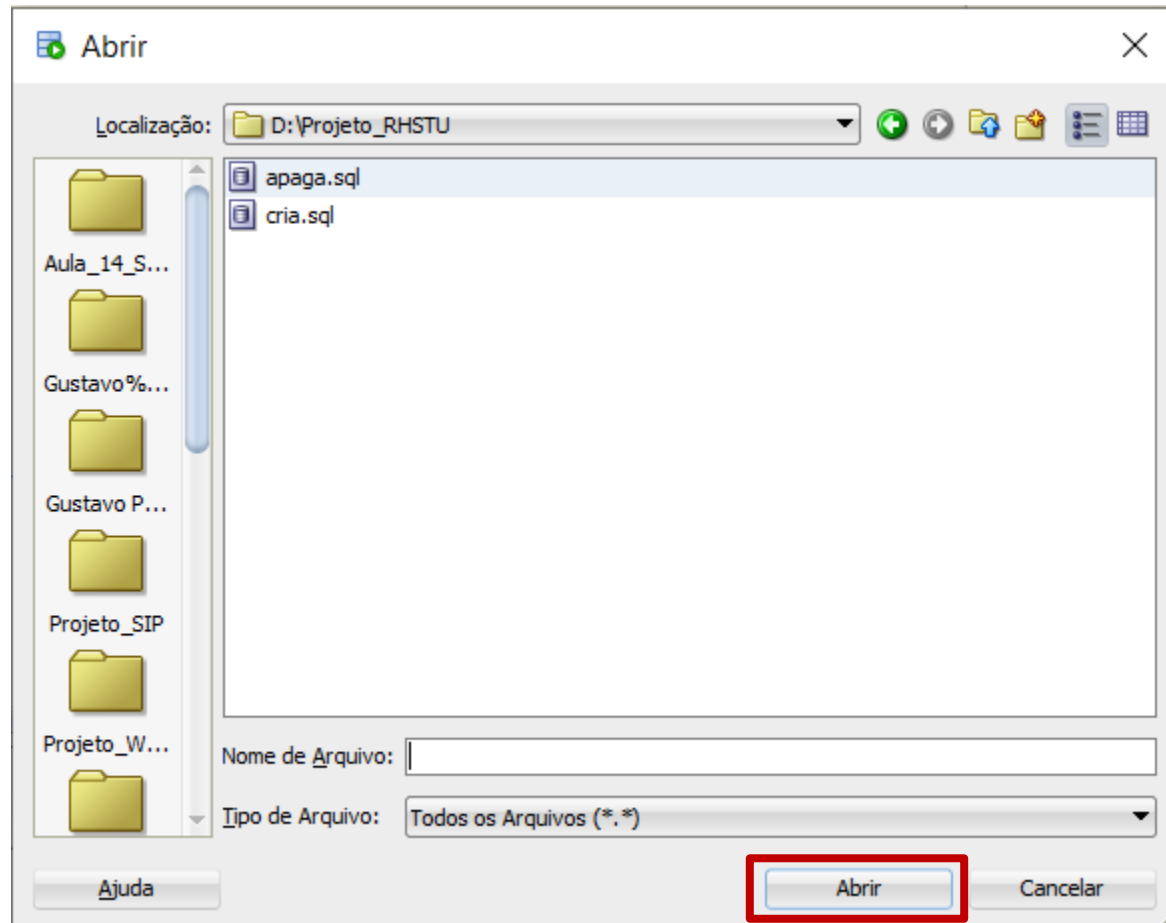 Abrir
Localização: D:\Projeto_RHSTU
Aula_14_S...
Gustavo%...
Gustavo P...
Projeto_SIP
Projeto_W...
apaga.sql
cria.sql
Nome de Arquivo:
Tipo de Arquivo: Todos os Arquivos (*.*)
Ajuda Abrir Cancelar